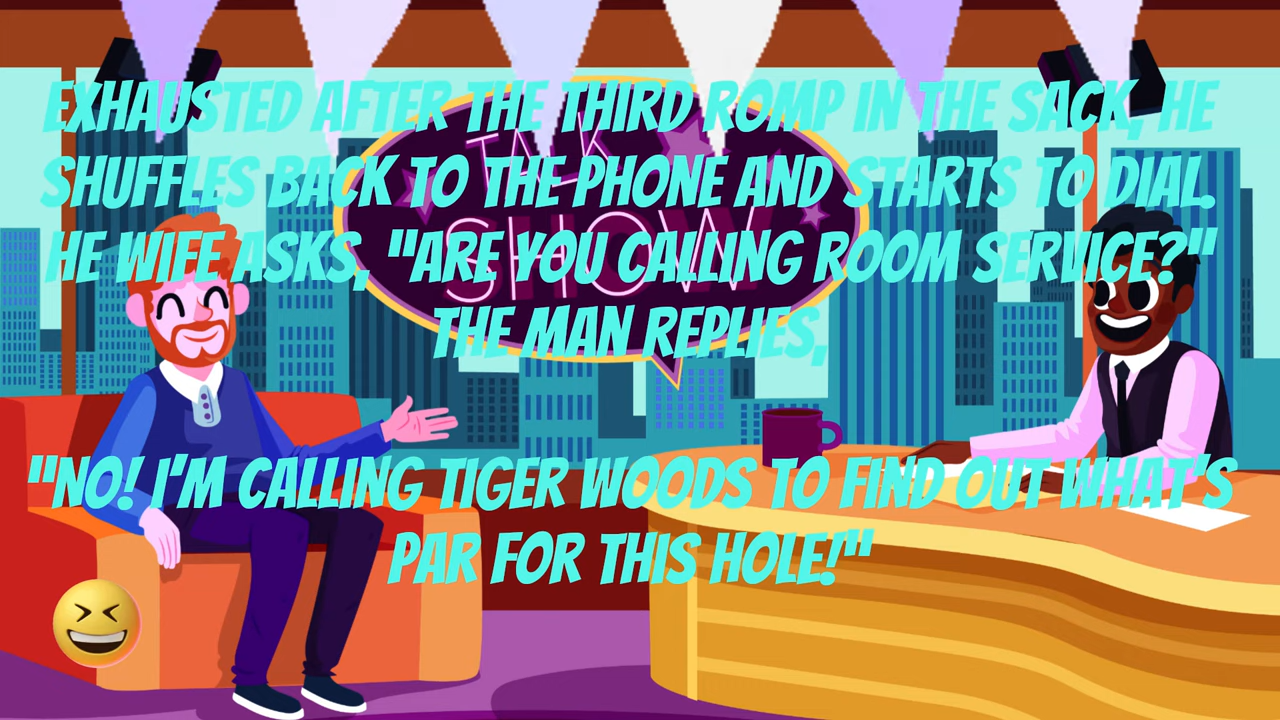 TALK
SHOW
EXHAUSTED AFTER THE THIRD ROMP IN THE SACK, HE
SHUFFLES BACK TO THE PHONE AND STARTS TO DIAL.
HE WIFE ASKS, "ARE YOU CALLING ROOM SERVICE?"
THE MAN REPLIES,
"NO! I'M CALLING TIGER WOODS TO FIND OUT WHAT'S
PAR FOR THIS HOLE!"